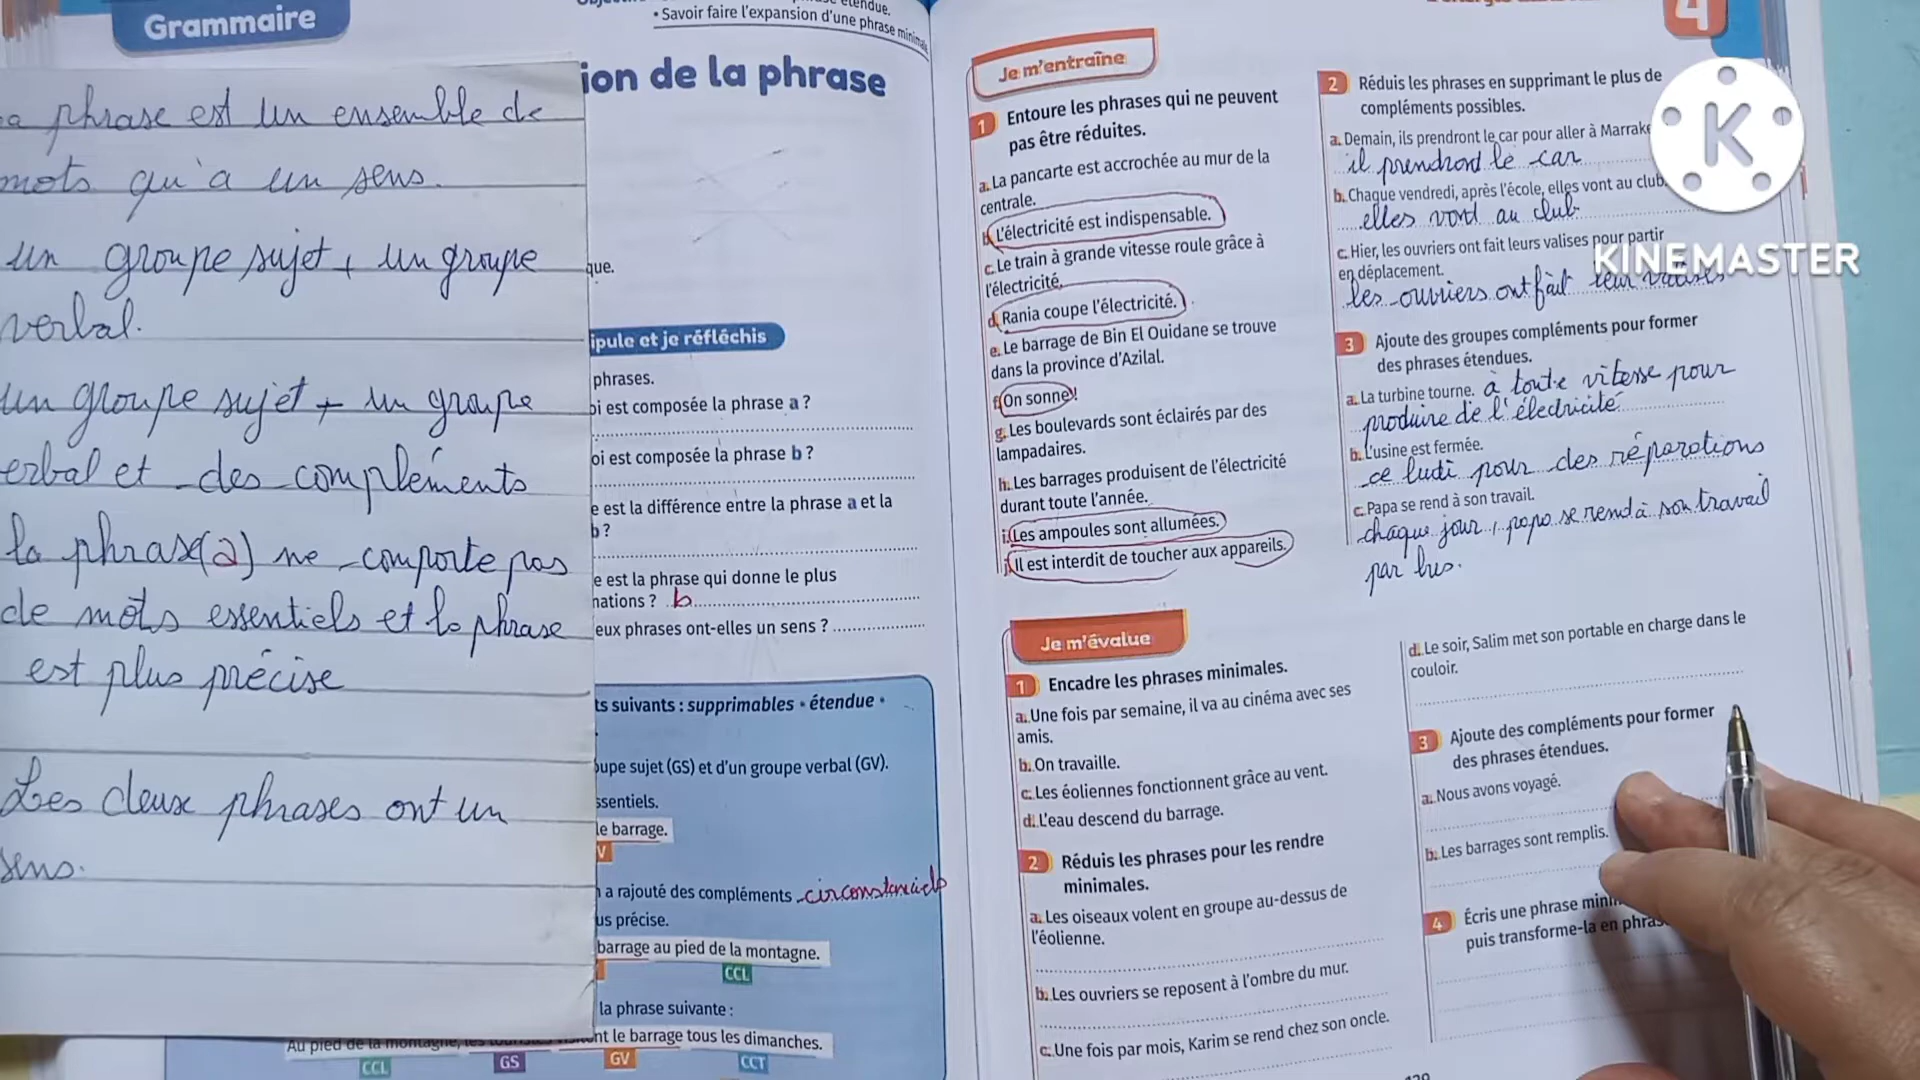 Grammaire
• Savoir faire l'expansion d'une phrase minimale
ion de la phrase
a phrase est un ensemble de
mots qu'a un sens.
un groupe sujet + un groupe
verbal.
un groupe sujet + un groupe
erbal et des compléments
la phrase(a) ne comporte pas
de mots essentiels et la phrase
est plus précise
Les deux phrases ont un
sens.
que.
ipule et je réfléchis
phrases.
oi est composée la phrase a ?
oi est composée la phrase b ?
e est la différence entre la phrase a et la
b ?
e est la phrase qui donne le plus
nations ? b
eux phrases ont-elles un sens ?
ts suivants : supprimables • étendue •
oupe sujet (GS) et d'un groupe verbal (GV).
ssentiels.
le barrage.
V
a rajouté des compléments circonstanciels
us précise.
barrage au pied de la montagne.
CCL
la phrase suivante :
Au pied de la montagne, les touristes
nt le barrage tous les dimanches.
CCL GS GV CCT
4
Je m'entraîne
1 Entoure les phrases qui ne peuvent
pas être réduites.
a. La pancarte est accrochée au mur de la
centrale.
b. L'électricité est indispensable.
c. Le train à grande vitesse roule grâce à
l'électricité.
d. Rania coupe l'électricité.
e. Le barrage de Bin El Ouidane se trouve
dans la province d'Azilal.
f. On sonne !
g. Les boulevards sont éclairés par des
lampadaires.
h. Les barrages produisent de l'électricité
durant toute l'année.
i. Les ampoules sont allumées.
j. Il est interdit de toucher aux appareils.
2 Réduis les phrases en supprimant le plus de
compléments possibles.
a. Demain, ils prendront le car pour aller à Marrake
il prendront le car
b. Chaque vendredi, après l'école, elles vont au club.
elles vont au club
c. Hier, les ouvriers ont fait leurs valises pour partir
en déplacement.
les ouvriers ont fait leur valises
3 Ajoute des groupes compléments pour former
des phrases étendues.
a. La turbine tourne. à toute vitesse pour
produire de l'électricité
b. L'usine est fermée.
ce ludi pour des réparations
c. Papa se rend à son travail.
chaque jour, papa se rend à son travail
par bus.
K
KINEMASTER
Je m'évalue
1 Encadre les phrases minimales.
a. Une fois par semaine, il va au cinéma avec ses
amis.
b. On travaille.
c. Les éoliennes fonctionnent grâce au vent.
d. L'eau descend du barrage.
2 Réduis les phrases pour les rendre
minimales.
a. Les oiseaux volent en groupe au-dessus de
l'éolienne.
b. Les ouvriers se reposent à l'ombre du mur.
c. Une fois par mois, Karim se rend chez son oncle.
d. Le soir, Salim met son portable en charge dans le
couloir.
3 Ajoute des compléments pour former
des phrases étendues.
a. Nous avons voyagé.
b. Les barrages sont remplis.
4 Écris une phrase mini
puis transforme-la en phras